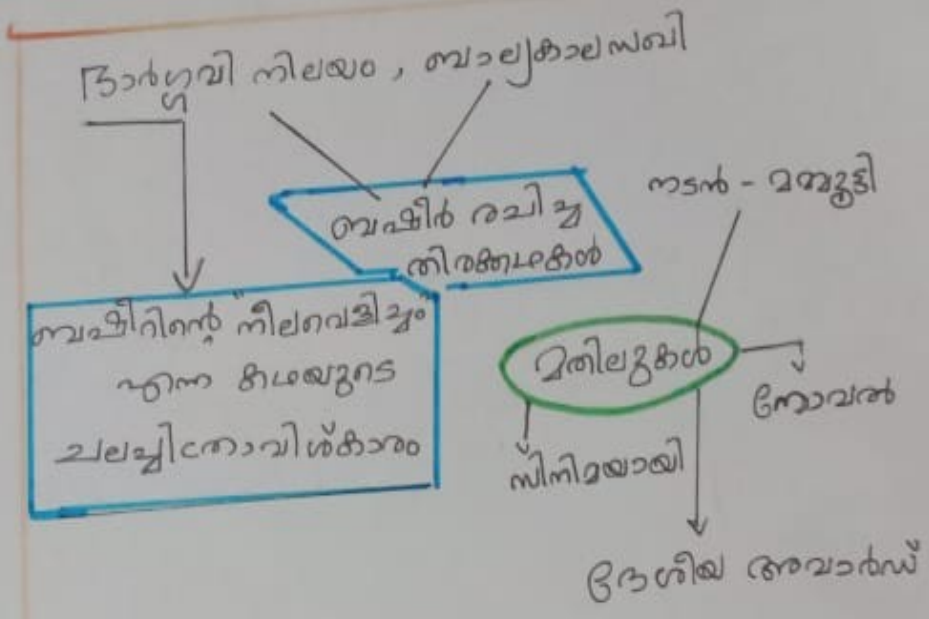 ഭാർഗ്ഗവി നിലയം, ബാല്യകാലസഖി
ബഷീർ രചിച്ച
തിരക്കഥകൾ
ബഷീറിന്റെ "നീലവെളിച്ചം"
എന്ന കഥയുടെ
ചലച്ചിത്രാവിശ്കാരം
നടൻ - മമ്മൂട്ടി
മതിലുകൾ
നോവൽ
സിനിമയായി
ദേശീയ അവാർഡ്